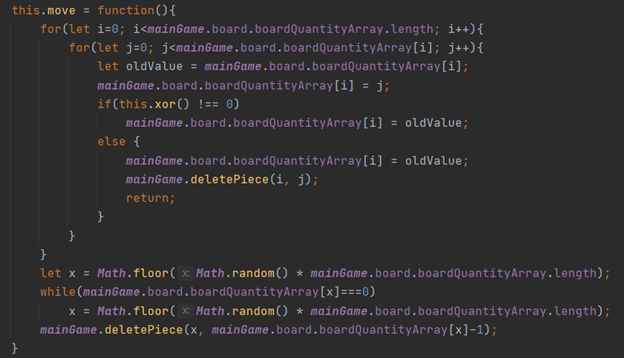 this.move = function(){
    for(let i=0; i<mainGame.board.boardQuantityArray.length; i++){
        for(let j=0; j<mainGame.board.boardQuantityArray[i]; j++){
            let oldValue = mainGame.board.boardQuantityArray[i];
            mainGame.board.boardQuantityArray[i] = j;
            if(this.xor() !== 0)
                mainGame.board.boardQuantityArray[i] = oldValue;
            else {
                mainGame.board.boardQuantityArray[i] = oldValue;
                mainGame.deletePiece(i, j);
                return;
            }
        }
    }
    let x = Math.floor( x: Math.random() * mainGame.board.boardQuantityArray.length);
    while(mainGame.board.boardQuantityArray[x]===0)
        x = Math.floor( x: Math.random() * mainGame.board.boardQuantityArray.length);
    mainGame.deletePiece(x, mainGame.board.boardQuantityArray[x]-1);
}